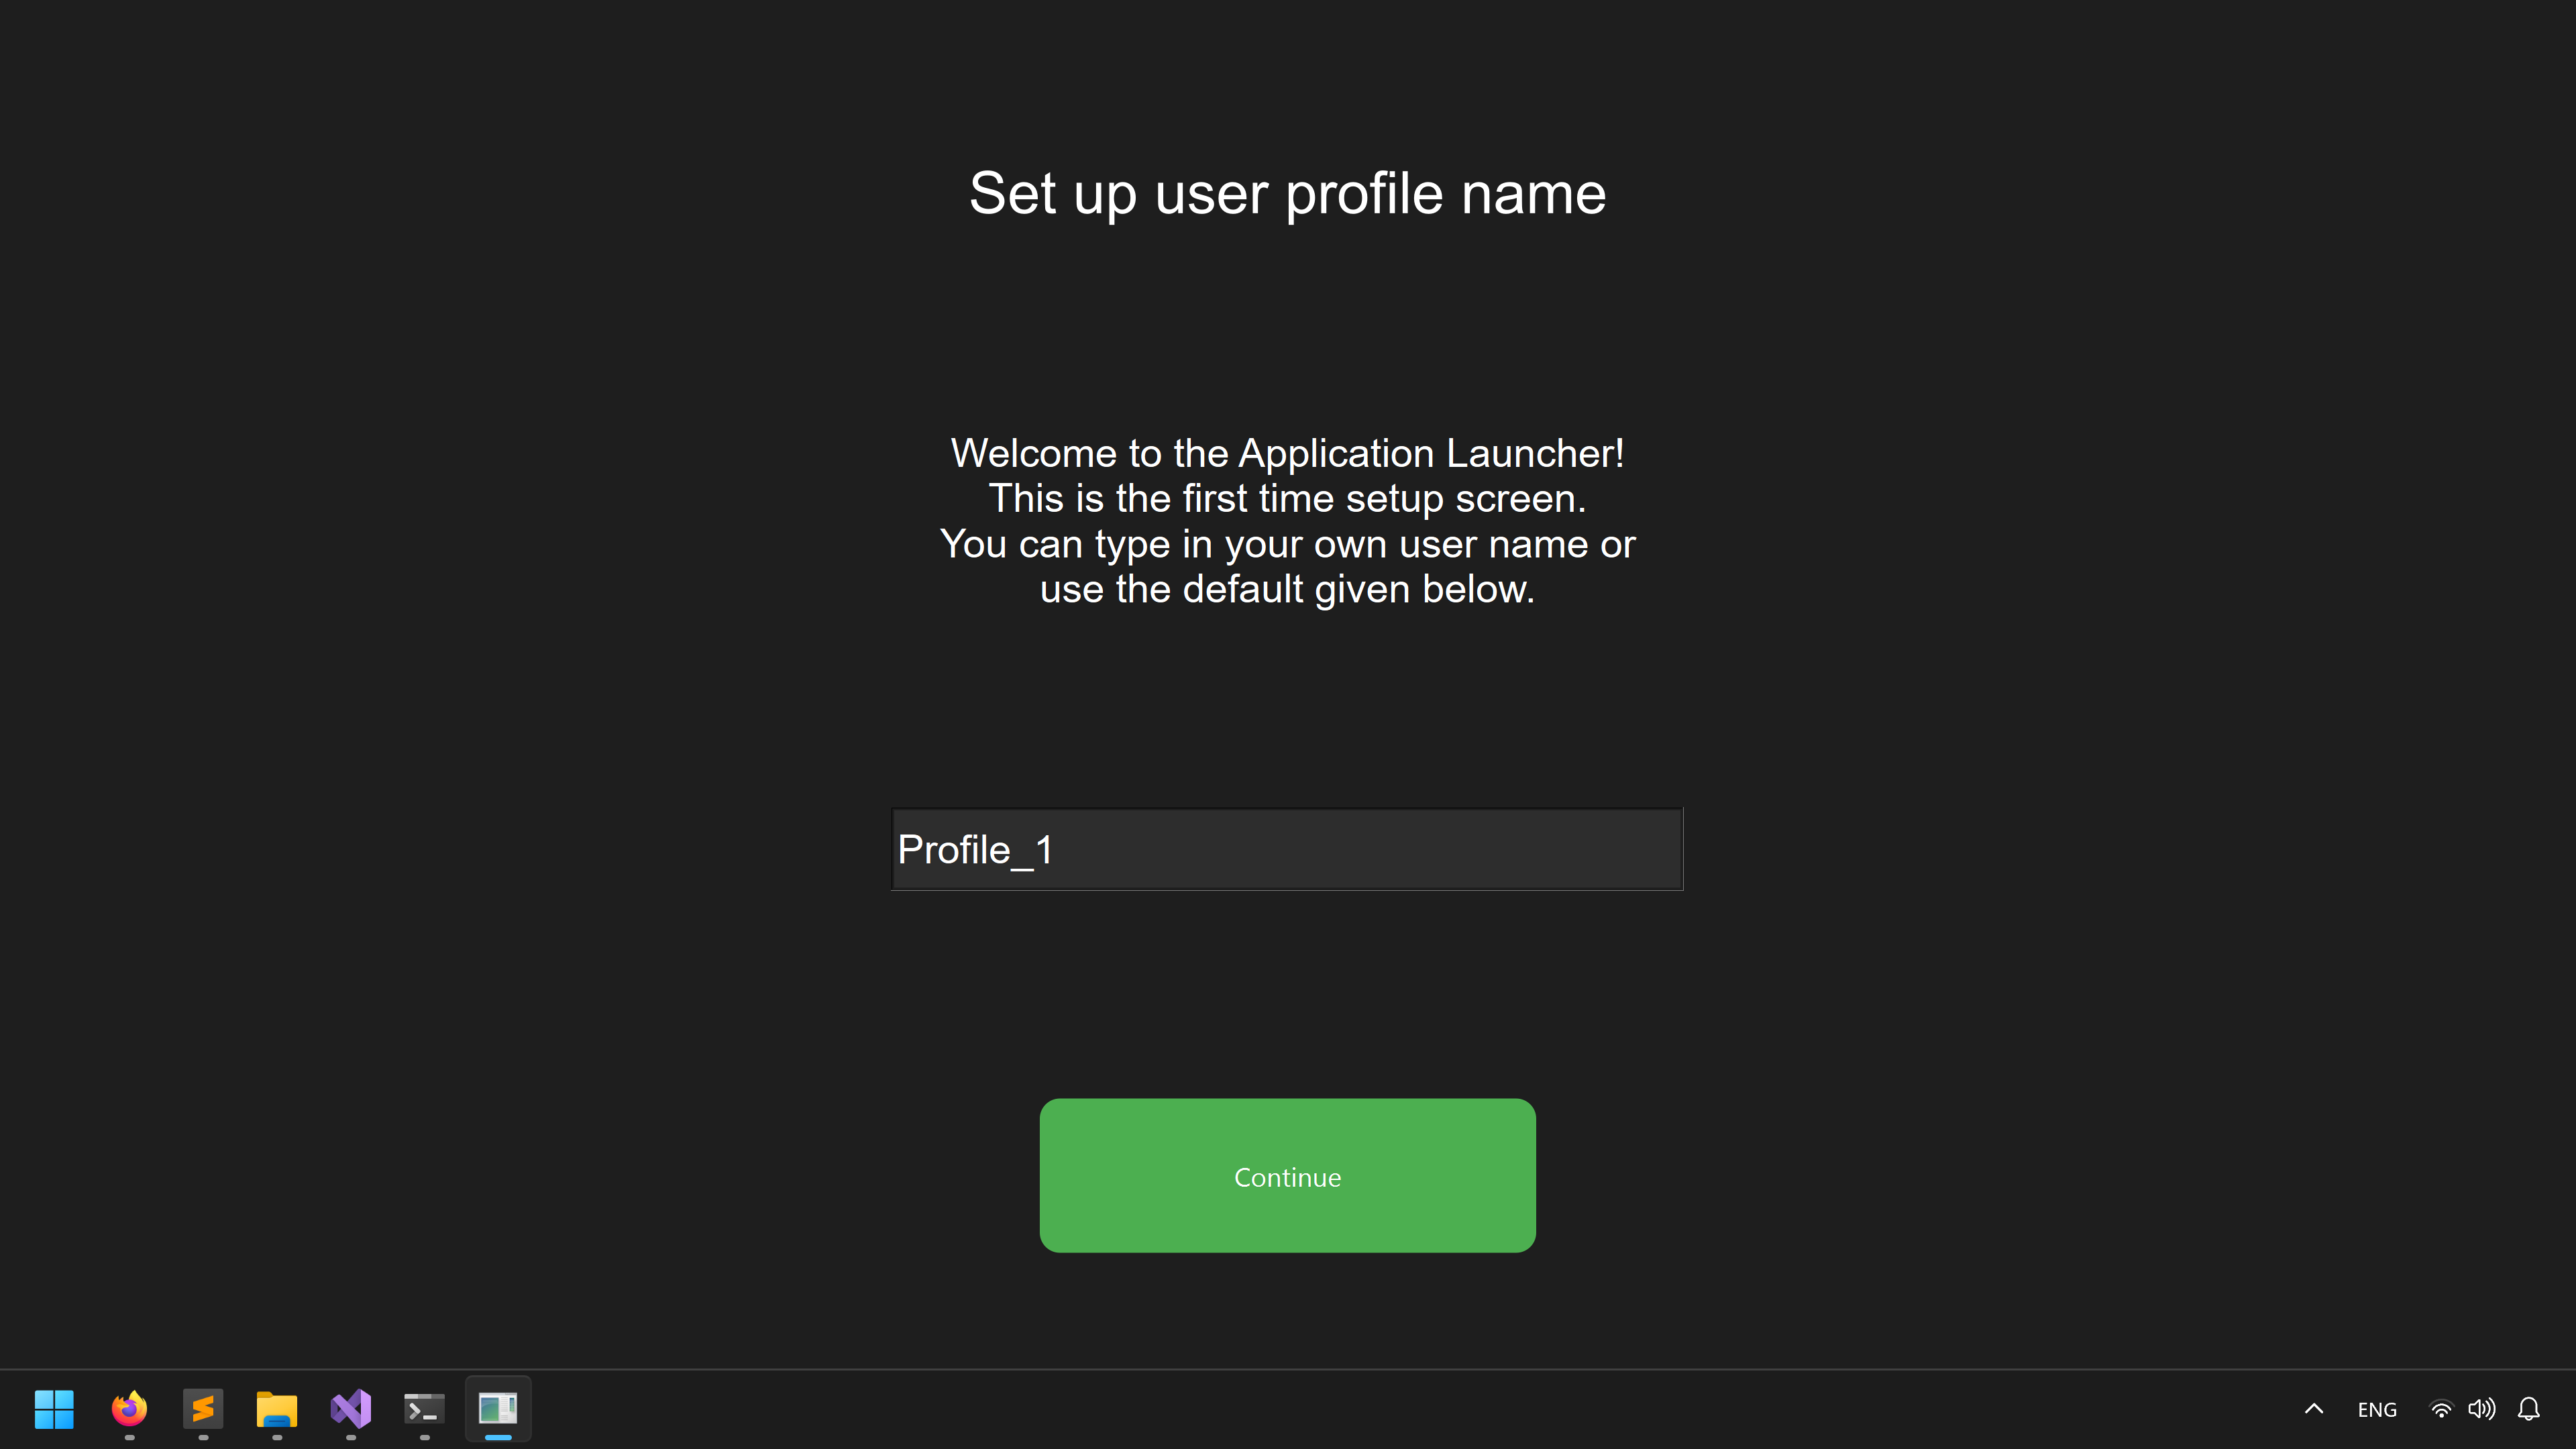 Set up user profile name
Welcome to the Application Launcher!
This is the first time setup screen.
You can type in your own user name or
use the default given below.
Profile_1
Continue
ENG